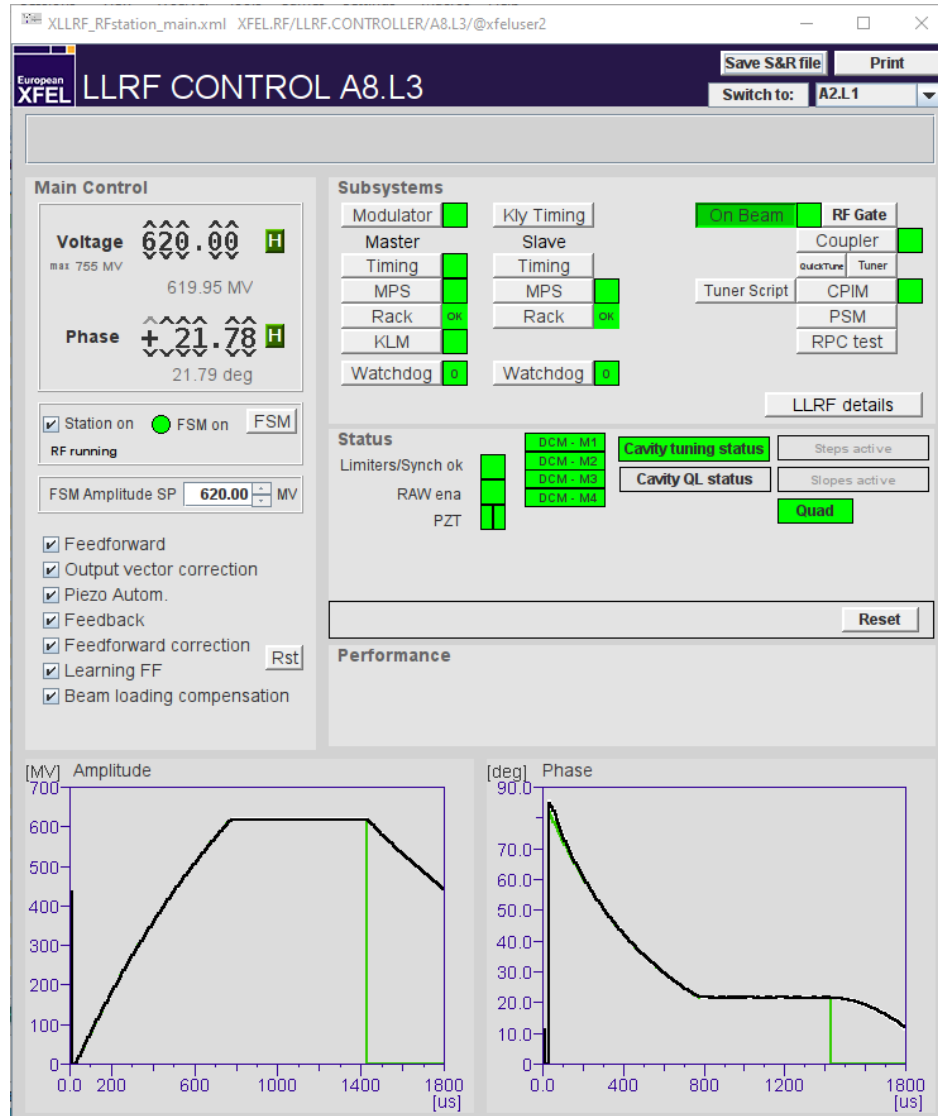 XLLRF_RFstation_main.xml XFEL.RF/LLRF.CONTROLLER/A8.L3/@xfeluser2
European
XFEL
LLRF CONTROL A8.L3
Save S&R file
Print
Switch to:
A2.L1
Main Control
Voltage
620.00
H
max 755 MV
619.95 MV
Phase
+ 21.78
H
21.79 deg
Station on
FSM on
FSM
RF running
FSM Amplitude SP
620.00
MV
Feedforward
Output vector correction
Piezo Autom.
Feedback
Feedforward correction
Rst
Learning FF
Beam loading compensation
Subsystems
Modulator
Kly Timing
On Beam
RF Gate
Master
Slave
Coupler
Timing
Timing
QuickTune
Tuner
MPS
MPS
Tuner Script
CPIM
Rack
OK
Rack
OK
PSM
KLM
RPC test
Watchdog
0
Watchdog
0
LLRF details
Status
Limiters/Synch ok
RAW ena
PZT
DCM - M1
DCM - M2
DCM - M3
DCM - M4
Cavity tuning status
Cavity QL status
Steps active
Slopes active
Quad
Reset
Performance
[MV] Amplitude
700
600
500
400
300
200
100
0
0.0 200 600 1000 1400 1800
[us]
[deg] Phase
90.0
70.0
60.0
50.0
40.0
30.0
20.0
10.0
0
0.0 400 800 1200 1800
[us]